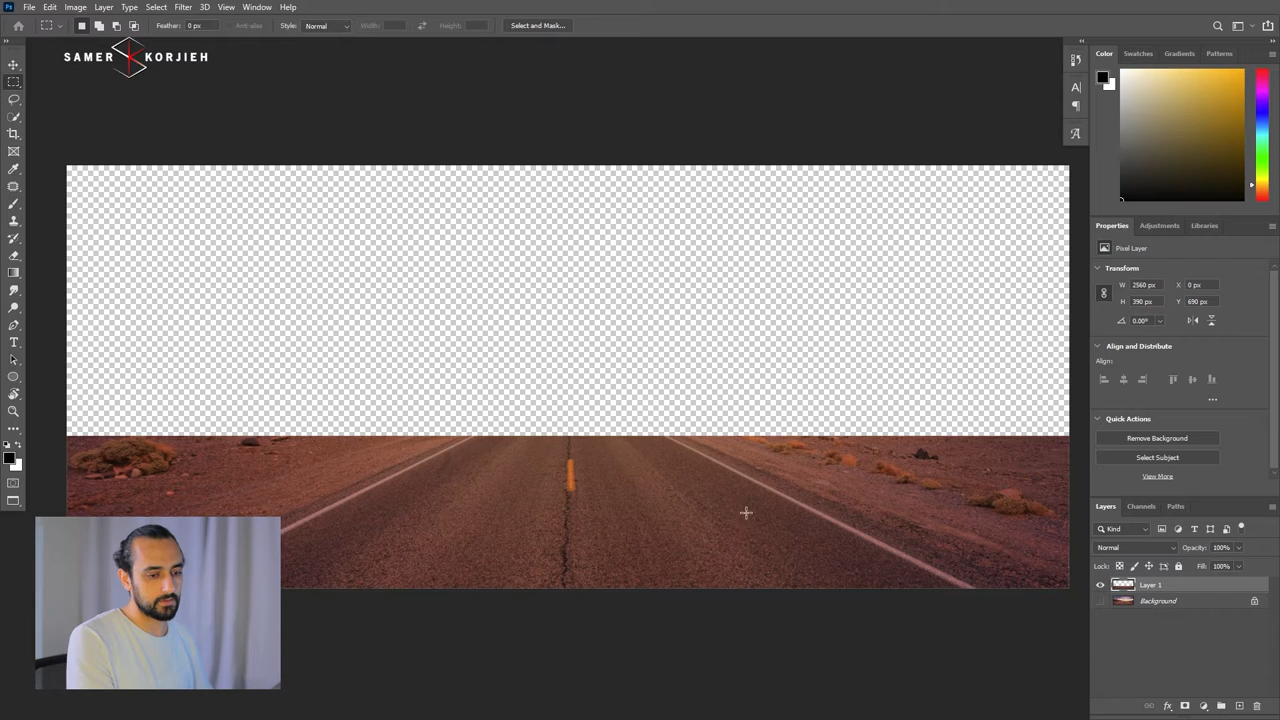 Ps File Edit Image Layer Type Select Filter 3D View Window Help
Feather: 0 px Anti-alias Style: Normal Width: Height: Select and Mask...
SAMER KORJIEH
Color Swatches Gradients Patterns
Properties Adjustments Libraries
Pixel Layer
Transform
W 2560 px X 0 px
H 390 px Y 690 px
0.00°
Align and Distribute
Align:
Quick Actions
Remove Background
Select Subject
View More
Layers Channels Paths
Kind
Normal Opacity: 100%
Lock: Fill: 100%
Layer 1
Background